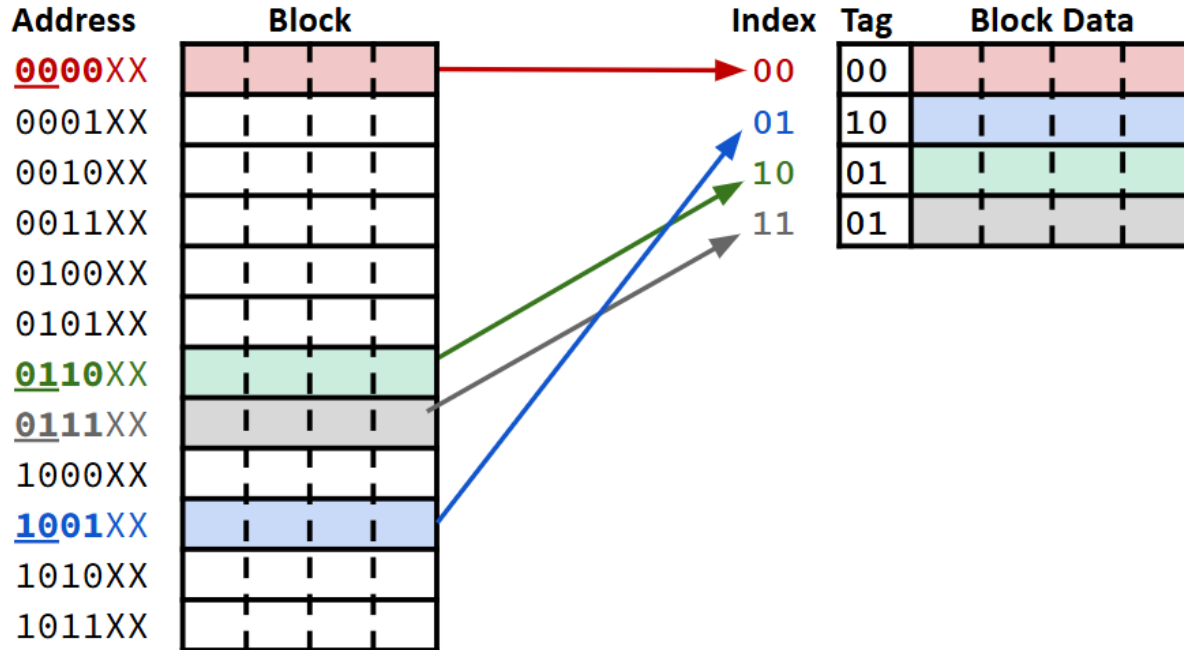 Address Block Index Tag Block Data
0000XX 00 00
0001XX 01 10
0010XX 10 01
0011XX 11 01
0100XX
0101XX
0110XX
0111XX
1000XX
1001XX
1010XX
1011XX